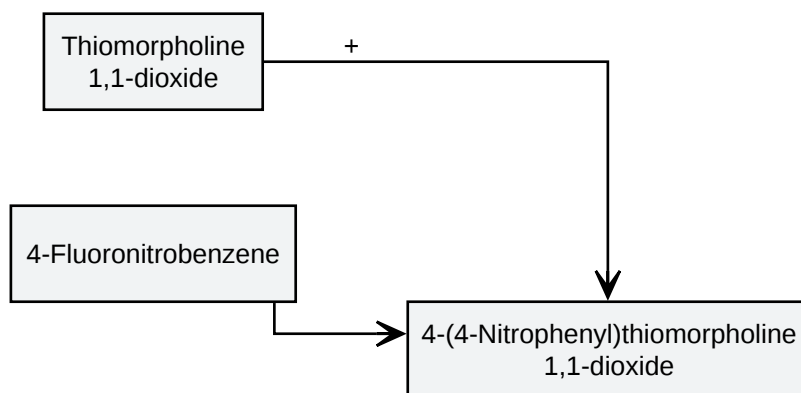 Thiomorpholine
1,1-dioxide
+
4-Fluoronitrobenzene
4-(4-Nitrophenyl)thiomorpholine
1,1-dioxide